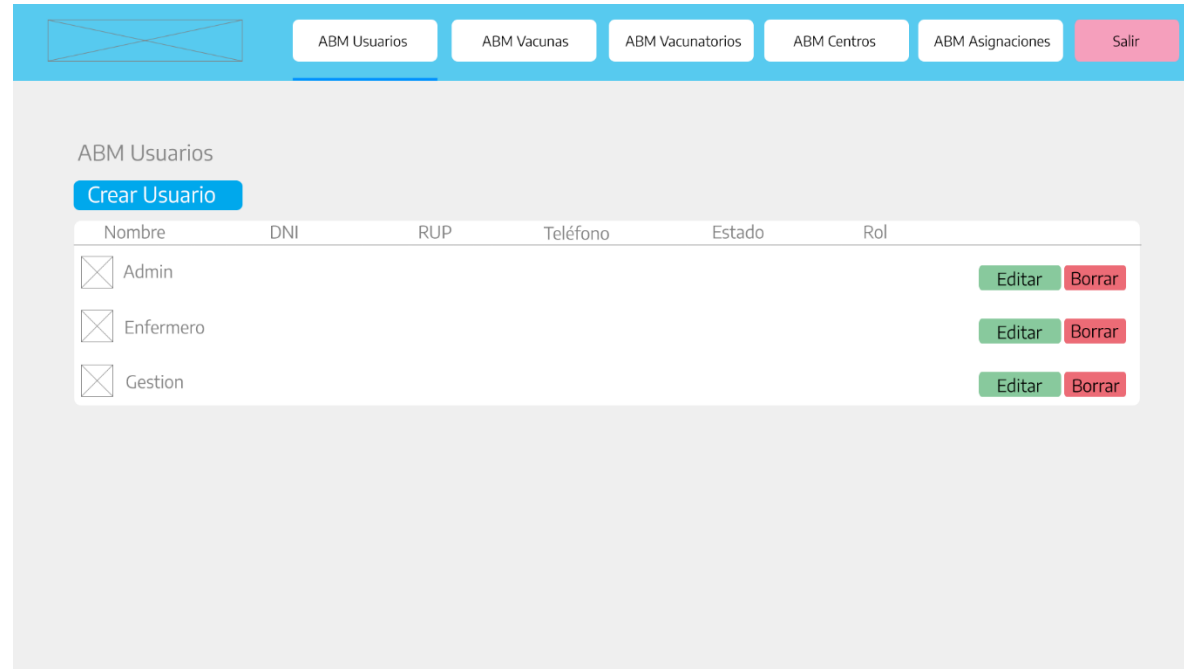 ABM Usuarios ABM Vacunas ABM Vacunatorios ABM Centros ABM Asignaciones Salir
ABM Usuarios
Crear Usuario
Nombre DNI RUP Teléfono Estado Rol
Admin Editar Borrar
Enfermero Editar Borrar
Gestion Editar Borrar